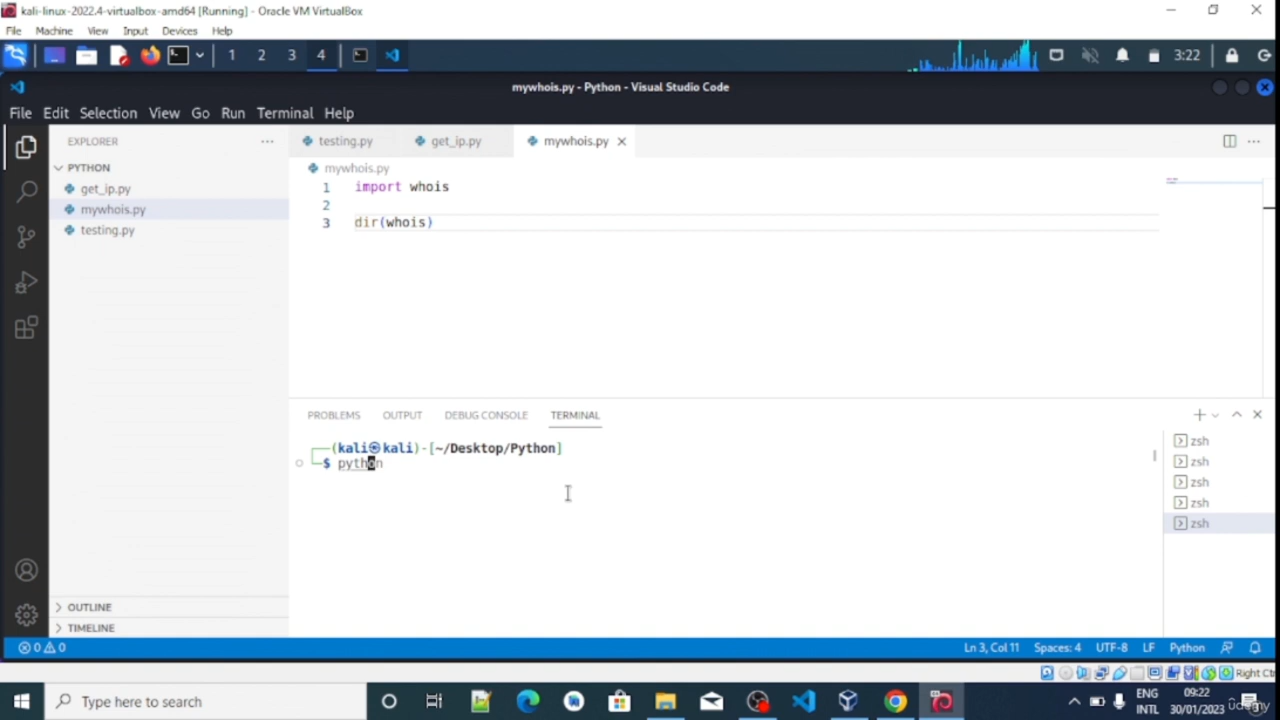 kali-linux-2022.4-virtualbox-amd64 [Running] - Oracle VM VirtualBox
File Machine View Input Devices Help
1 2 3 4 3:22
mywhois.py - Python - Visual Studio Code
File Edit Selection View Go Run Terminal Help
EXPLORER
testing.py get_ip.py mywhois.py
PYTHON
get_ip.py
mywhois.py
testing.py
mywhois.py
1 import whois
2
3 dir(whois)
PROBLEMS OUTPUT DEBUG CONSOLE TERMINAL
(kali㉿kali)-[~/Desktop/Python]
$ python
zsh
zsh
zsh
zsh
zsh
OUTLINE
TIMELINE
0 0 Ln 3, Col 11 Spaces: 4 UTF-8 LF Python
Right Ct
Type here to search
ENG
INTL
09:22
30/01/2023
udemy